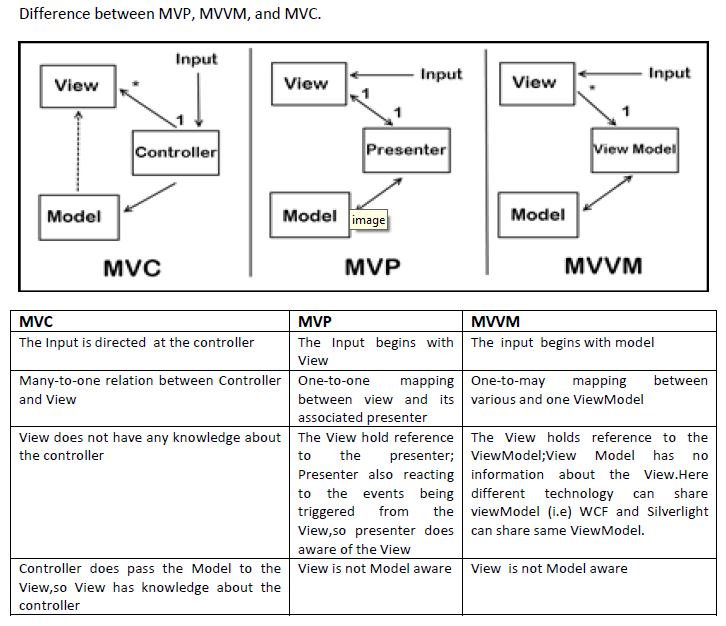 Difference between MVP, MVVM, and MVC.
Input
View
*
1
Controller
Model
MVC
Input
View
1
1
Presenter
Model
image
MVP
Input
View
*
1
View Model
Model
MVVM
MVC
MVP
MVVM
The Input is directed at the controller
The Input begins with
View
The input begins with model
Many-to-one relation between Controller
and View
One-to-one mapping
between view and its
associated presenter
One-to-may mapping between
various and one ViewModel
View does not have any knowledge about
the controller
The View hold reference
to the presenter;
Presenter also reacting
to the events being
triggered from the
View,so presenter does
aware of the View
The View holds reference to the
ViewModel;View Model has no
information about the View.Here
different technology can share
viewModel (i.e) WCF and Silverlight
can share same ViewModel.
Controller does pass the Model to the
View,so View has knowledge about the
controller
View is not Model aware
View is not Model aware